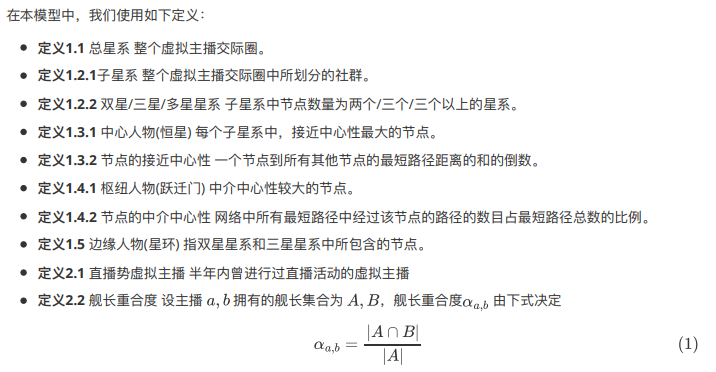 在本模型中，我们使用如下定义：
定义1.1 总星系 整个虚拟主播交际圈。
定义1.2.1子星系 整个虚拟主播交际圈中所划分的社群。
定义1.2.2 双星/三星/多星星系 子星系中节点数量为两个/三个/三个以上的星系。
定义1.3.1 中心人物(恒星) 每个子星系中，接近中心性最大的节点。
定义1.3.2 节点的接近中心性 一个节点到所有其他节点的最短路径距离的和的倒数。
定义1.4.1 枢纽人物(跃迁门) 中介中心性较大的节点。
定义1.4.2 节点的中介中心性 网络中所有最短路径中经过该节点的路径的数目占最短路径总数的比例。
定义1.5 边缘人物(星环) 指双星星系和三星星系中所包含的节点。
定义2.1 直播势虚拟主播 半年内曾进行过直播活动的虚拟主播
定义2.2 舰长重合度 设主播 a, b 拥有的舰长集合为 A, B，舰长重合度α_{a,b} 由下式决定
α_{a,b} = |A ∩ B| / |A| (1)